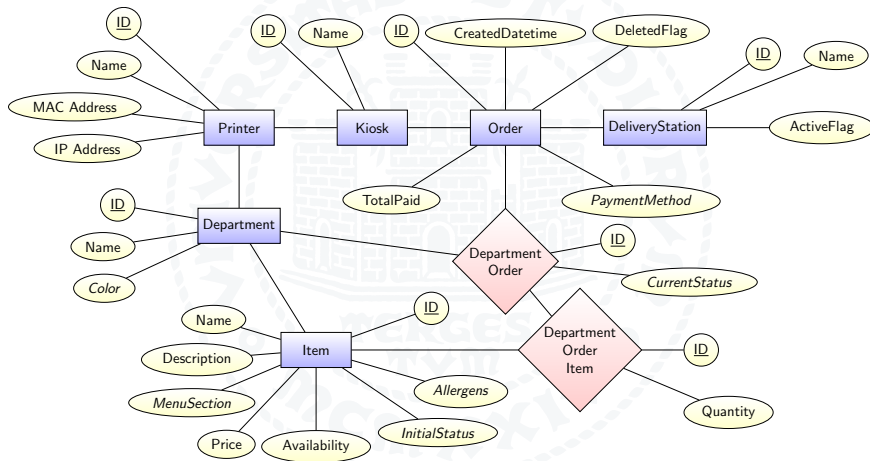 ID
Name
MAC Address
IP Address
Printer
ID
Name
Kiosk
ID
CreatedDatetime
DeletedFlag
Order
TotalPaid
PaymentMethod
ID
Name
ActiveFlag
DeliveryStation
ID
Name
Color
Department
Department
Order
ID
CurrentStatus
Name
Description
MenuSection
Price
Availability
InitialStatus
Allergens
ID
Item
Department
Order
Item
ID
Quantity